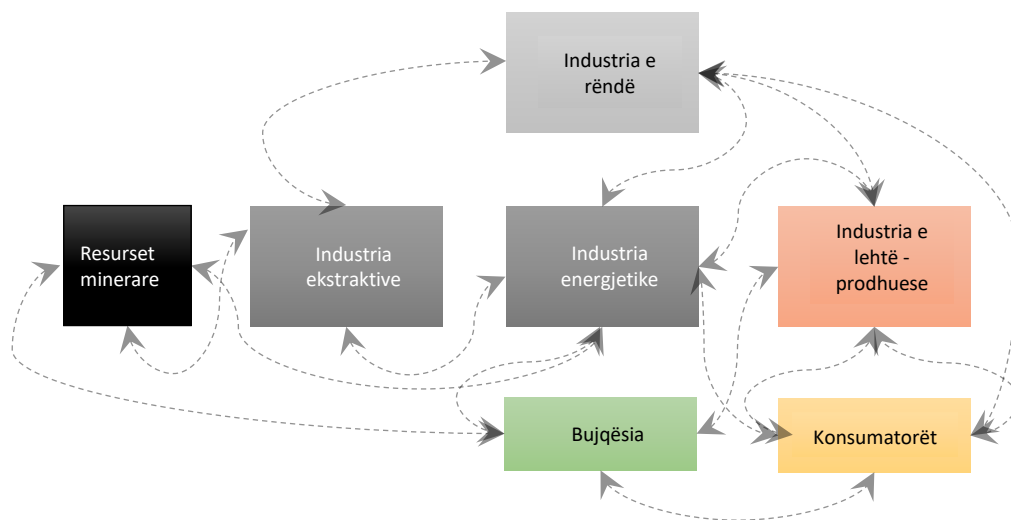 Industria e
rëndë
Resurset
minerare
Industria
ekstraktive
Industria
energjetike
Industria e
lehtë -
prodhuese
Bujqësia
Konsumatorët